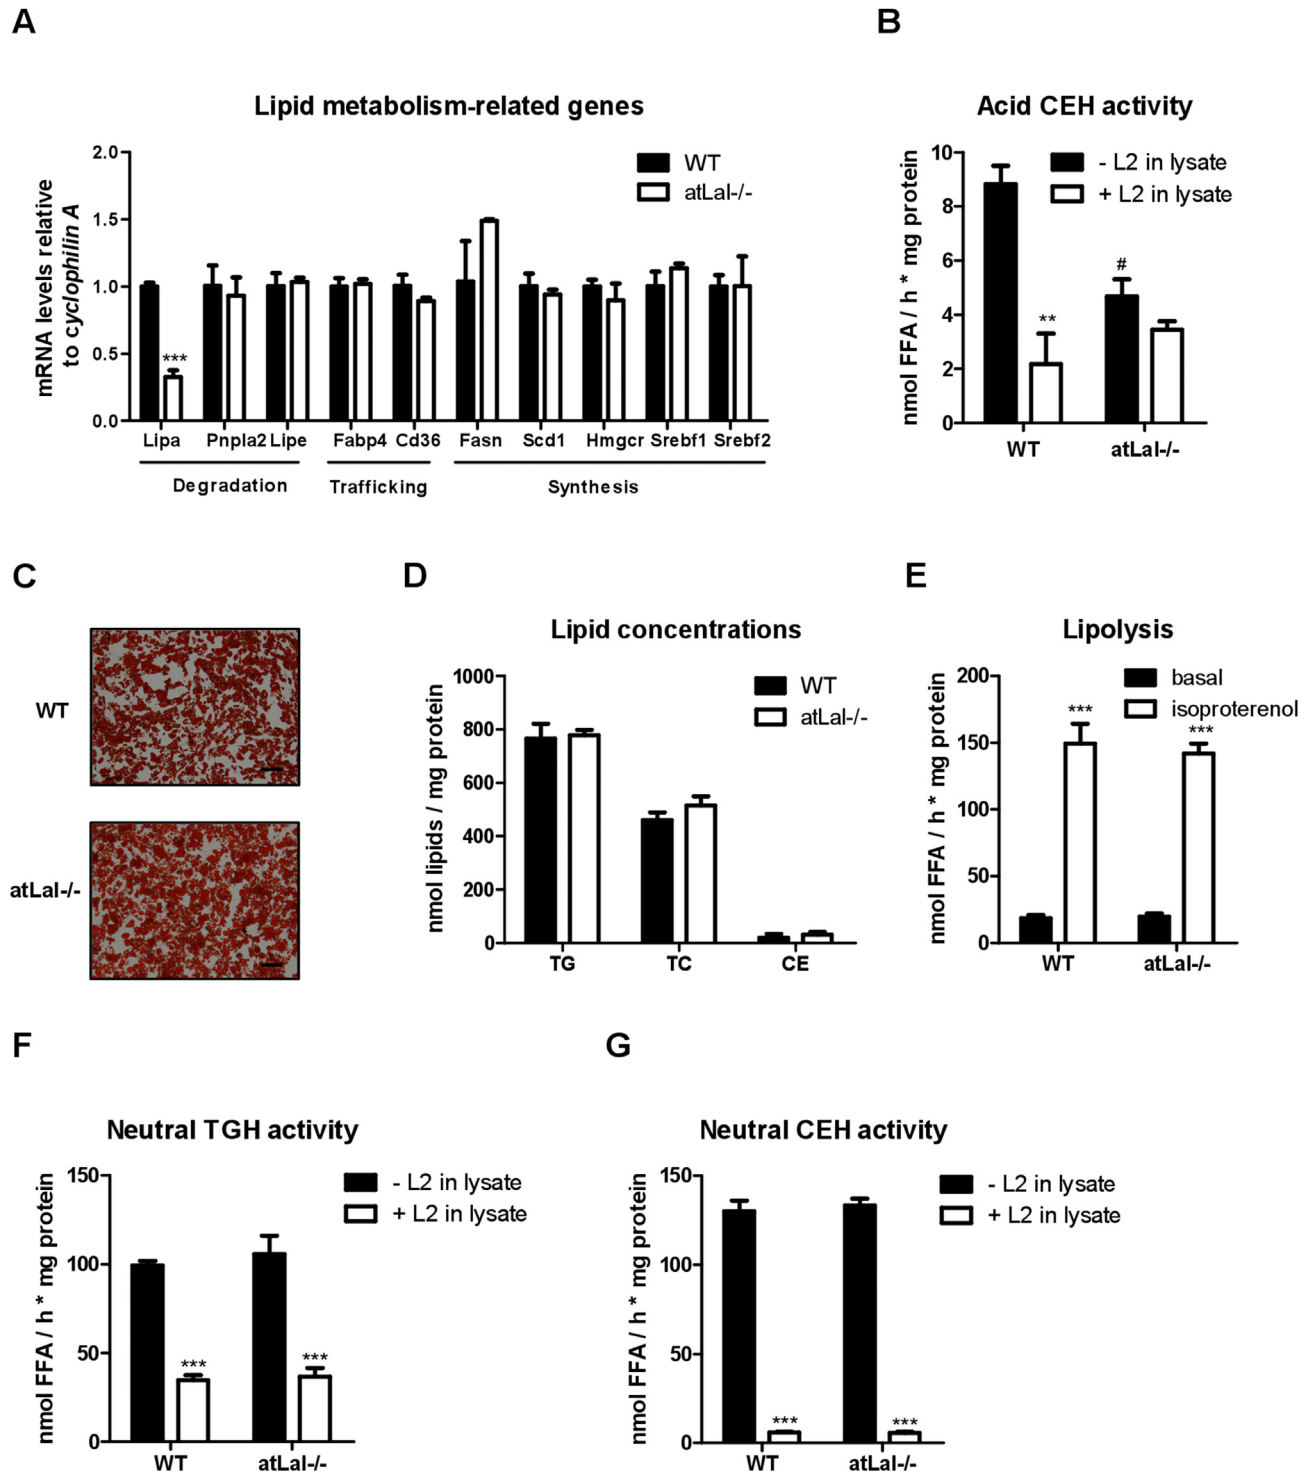 A
B
Lipid metabolism-related genes
mRNA levels relative
to cyclophilin A
2.0
1.5
1.0
0.5
0.0
WT
atLal-/-
***
Lipa
Pnpla2
Lipe
Fabp4
Cd36
Fasn
Scd1
Hmgcr
Srebf1
Srebf2
Degradation
Trafficking
Synthesis
Acid CEH activity
nmol FFA / h * mg protein
10
8
6
4
2
0
- L2 in lysate
+ L2 in lysate
**
#
WT
atLal-/-
C
WT
atLal-/-
D
Lipid concentrations
nmol lipids / mg protein
1000
800
600
400
200
0
WT
atLal-/-
TG
TC
CE
E
Lipolysis
nmol FFA / h * mg protein
200
150
100
50
0
basal
isoproterenol
***
***
WT
atLal-/-
F
Neutral TGH activity
nmol FFA / h * mg protein
150
100
50
0
- L2 in lysate
+ L2 in lysate
***
***
WT
atLal-/-
G
Neutral CEH activity
nmol FFA / h * mg protein
150
100
50
0
- L2 in lysate
+ L2 in lysate
***
***
WT
atLal-/-